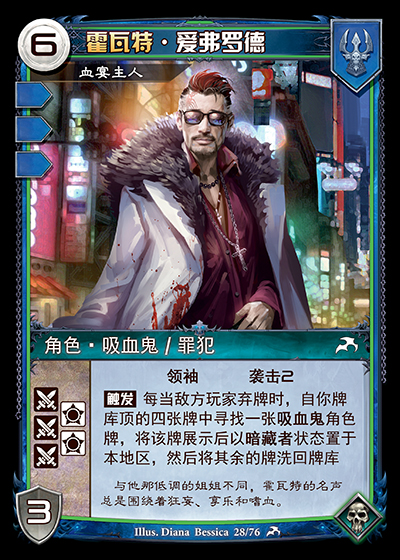 6
霍瓦特·爱弗罗德
血宴主人
角色·吸血鬼 / 罪犯
领袖 袭击2
触发 每当敌方玩家弃牌时，自你牌
库顶的四张牌中寻找一张吸血鬼角色
牌，将该牌展示后以暗藏者状态置于
本地区，然后将其余的牌洗回牌库
与他那低调的姐姐不同，霍瓦特的名声
总是围绕着狂妄、享乐和嗜血。
3
Illus. Diana Bessica 28/76